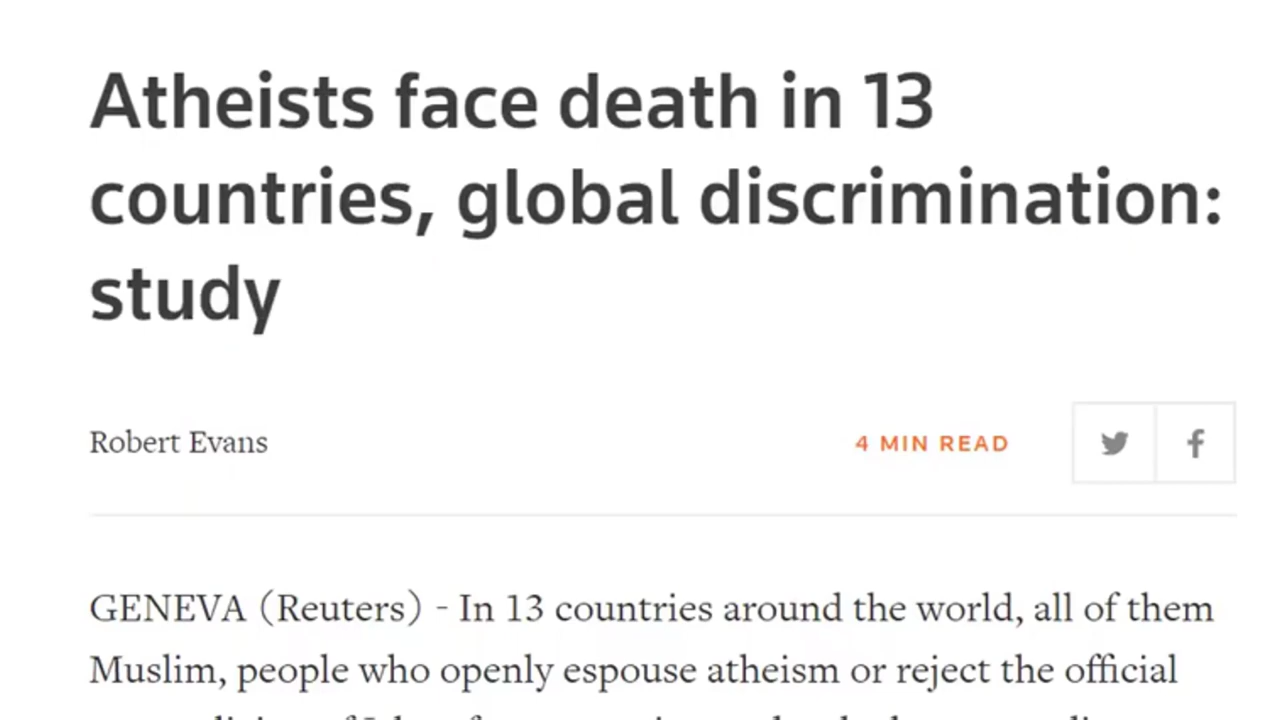 Atheists face death in 13
countries, global discrimination:
study
Robert Evans
4 MIN READ
GENEVA (Reuters) - In 13 countries around the world, all of them
Muslim, people who openly espouse atheism or reject the official